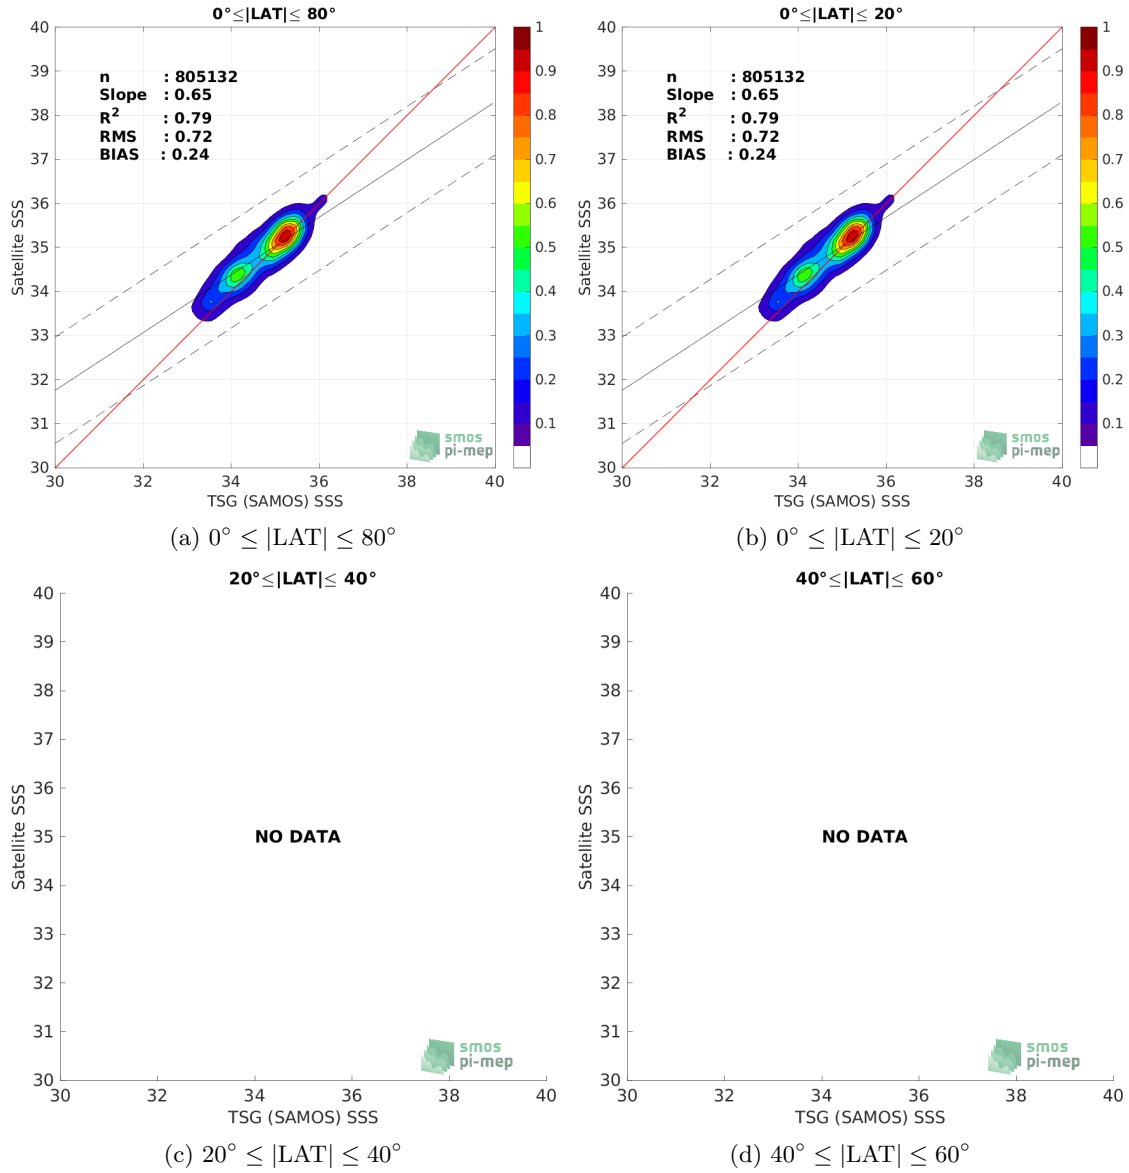 0°≤|LAT|≤ 80°
n : 805132
Slope : 0.65
R² : 0.79
RMS : 0.72
BIAS : 0.24
40
39
38
37
36
35
34
33
32
31
30
30 32 34 36 38 40
Satellite SSS
TSG (SAMOS) SSS
1
0.9
0.8
0.7
0.6
0.5
0.4
0.3
0.2
0.1
smos
pi-mep
(a) 0° ≤ |LAT| ≤ 80°
0°≤|LAT|≤ 20°
n : 805132
Slope : 0.65
R² : 0.79
RMS : 0.72
BIAS : 0.24
40
39
38
37
36
35
34
33
32
31
30
30 32 34 36 38 40
Satellite SSS
TSG (SAMOS) SSS
1
0.9
0.8
0.7
0.6
0.5
0.4
0.3
0.2
0.1
smos
pi-mep
(b) 0° ≤ |LAT| ≤ 20°
20°≤|LAT|≤ 40°
40
39
38
37
36
35
34
33
32
31
30
30 32 34 36 38 40
Satellite SSS
NO DATA
TSG (SAMOS) SSS
smos
pi-mep
(c) 20° ≤ |LAT| ≤ 40°
40°≤|LAT|≤ 60°
40
39
38
37
36
35
34
33
32
31
30
30 32 34 36 38 40
Satellite SSS
NO DATA
TSG (SAMOS) SSS
smos
pi-mep
(d) 40° ≤ |LAT| ≤ 60°